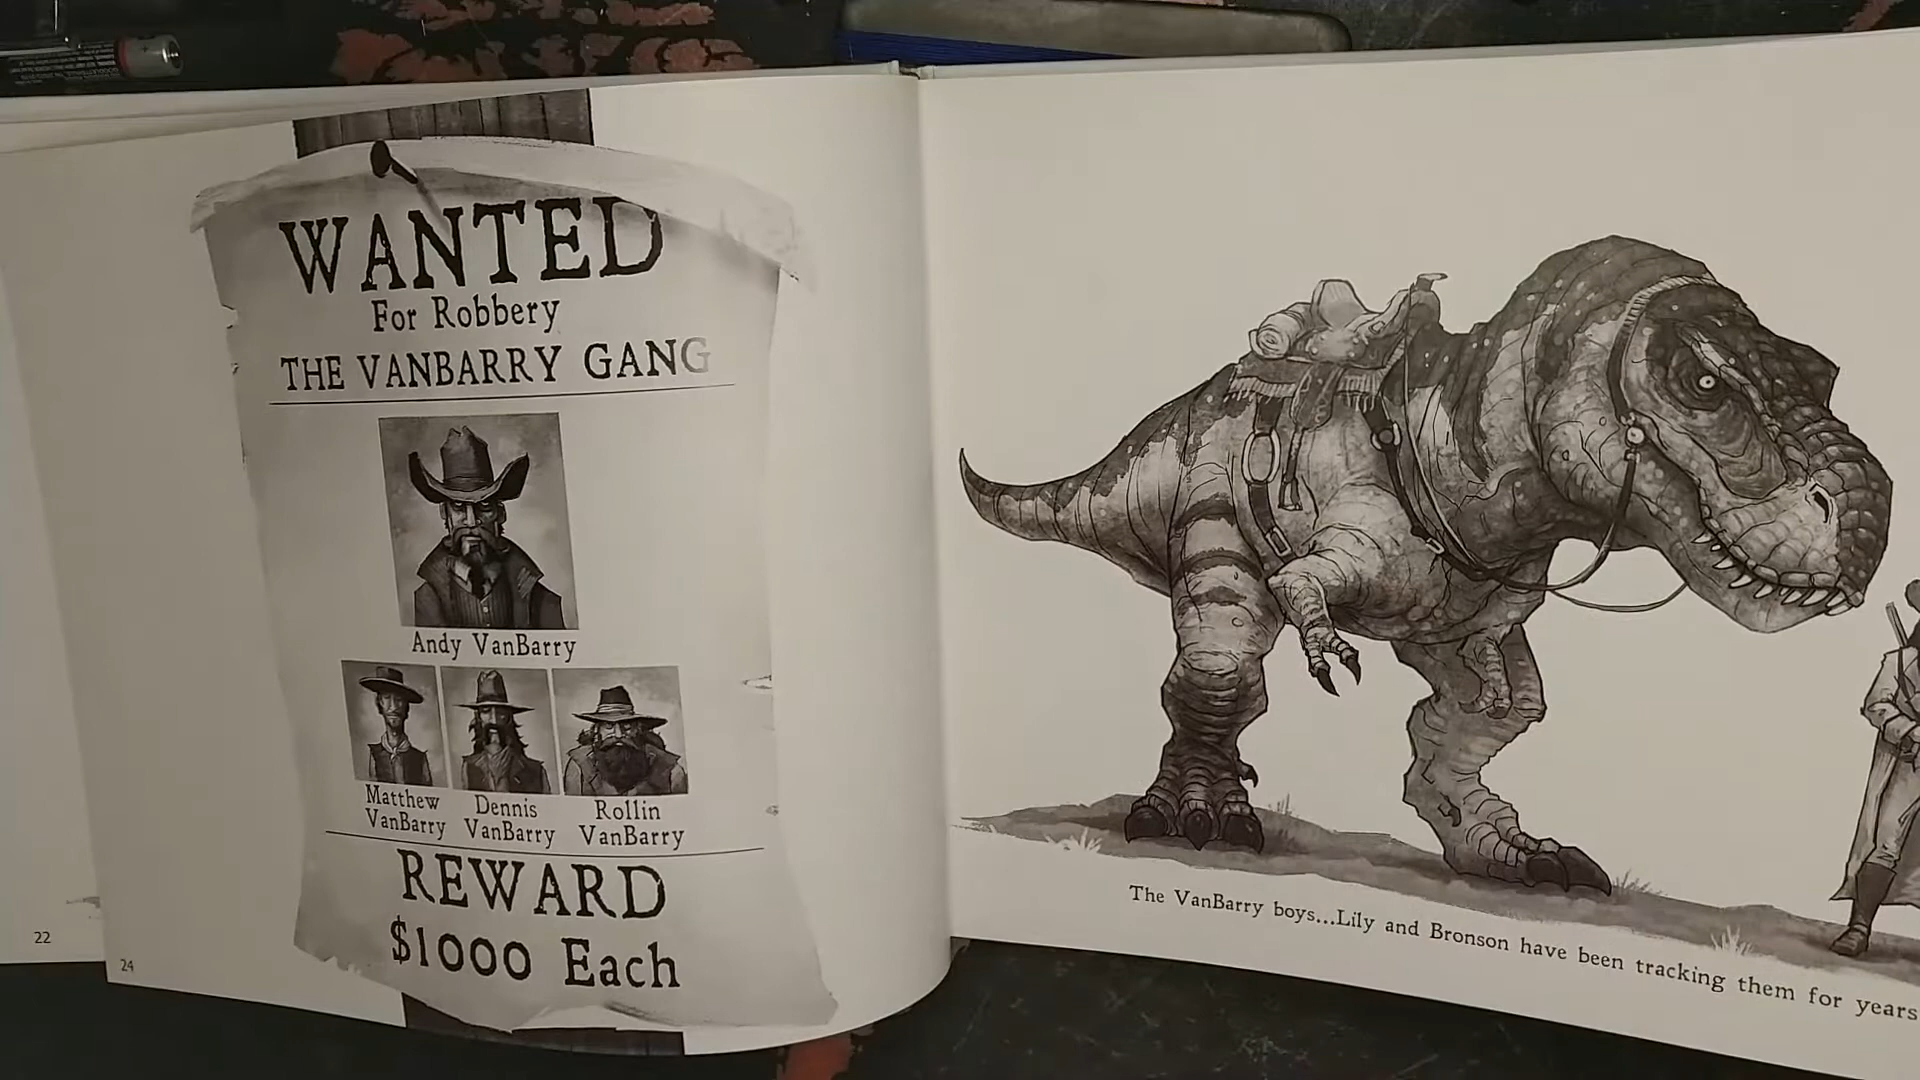 WANTED
For Robbery
THE VANBARRY GANG
Andy VanBarry
Matthew
VanBarry
Dennis
VanBarry
Rollin
VanBarry
REWARD
$1000 Each
22
24
The VanBarry boys...Lily and Bronson have been tracking them for years